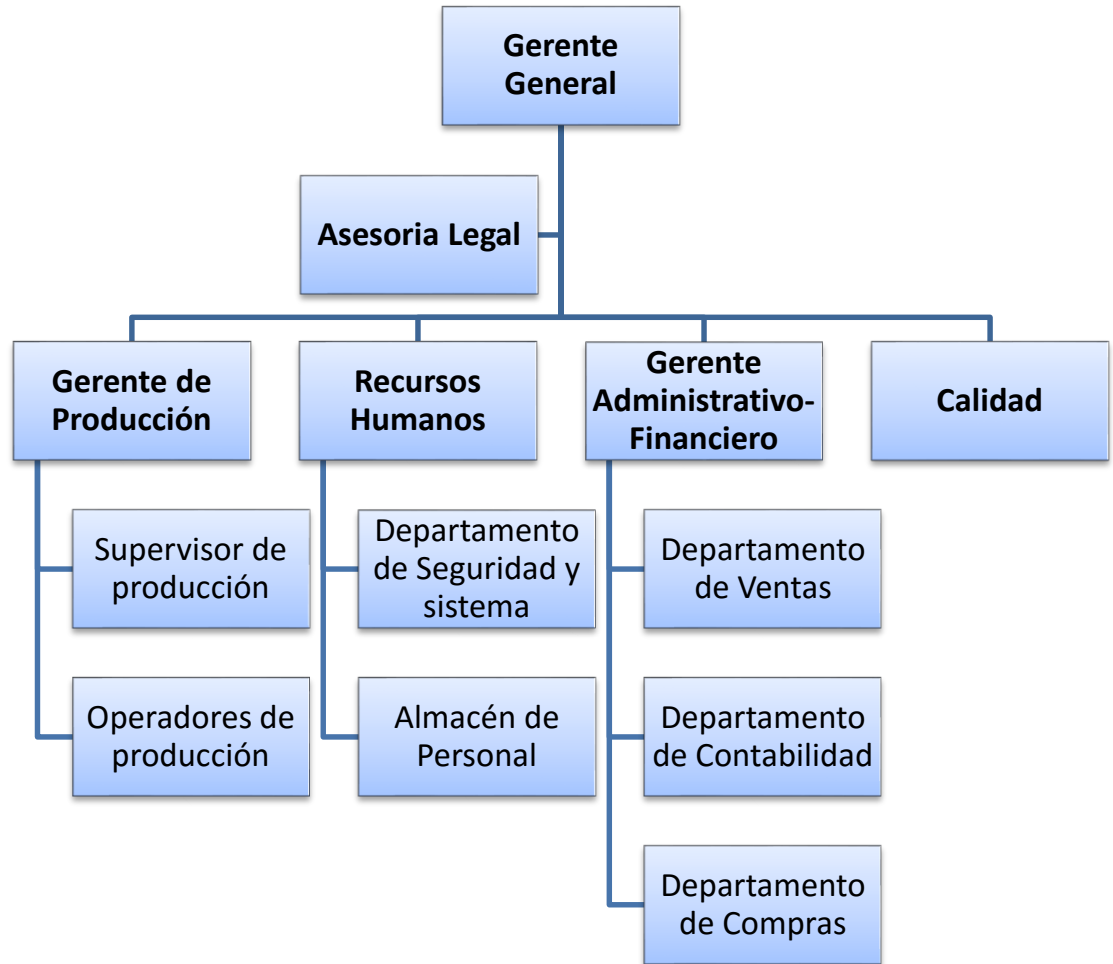 Gerente
General
Asesoria Legal
Gerente de
Producción
Recursos
Humanos
Gerente
Administrativo-
Financiero
Calidad
Supervisor de
producción
Departamento
de Seguridad y
sistema
Departamento
de Ventas
Operadores de
producción
Almacén de
Personal
Departamento
de Contabilidad
Departamento
de Compras